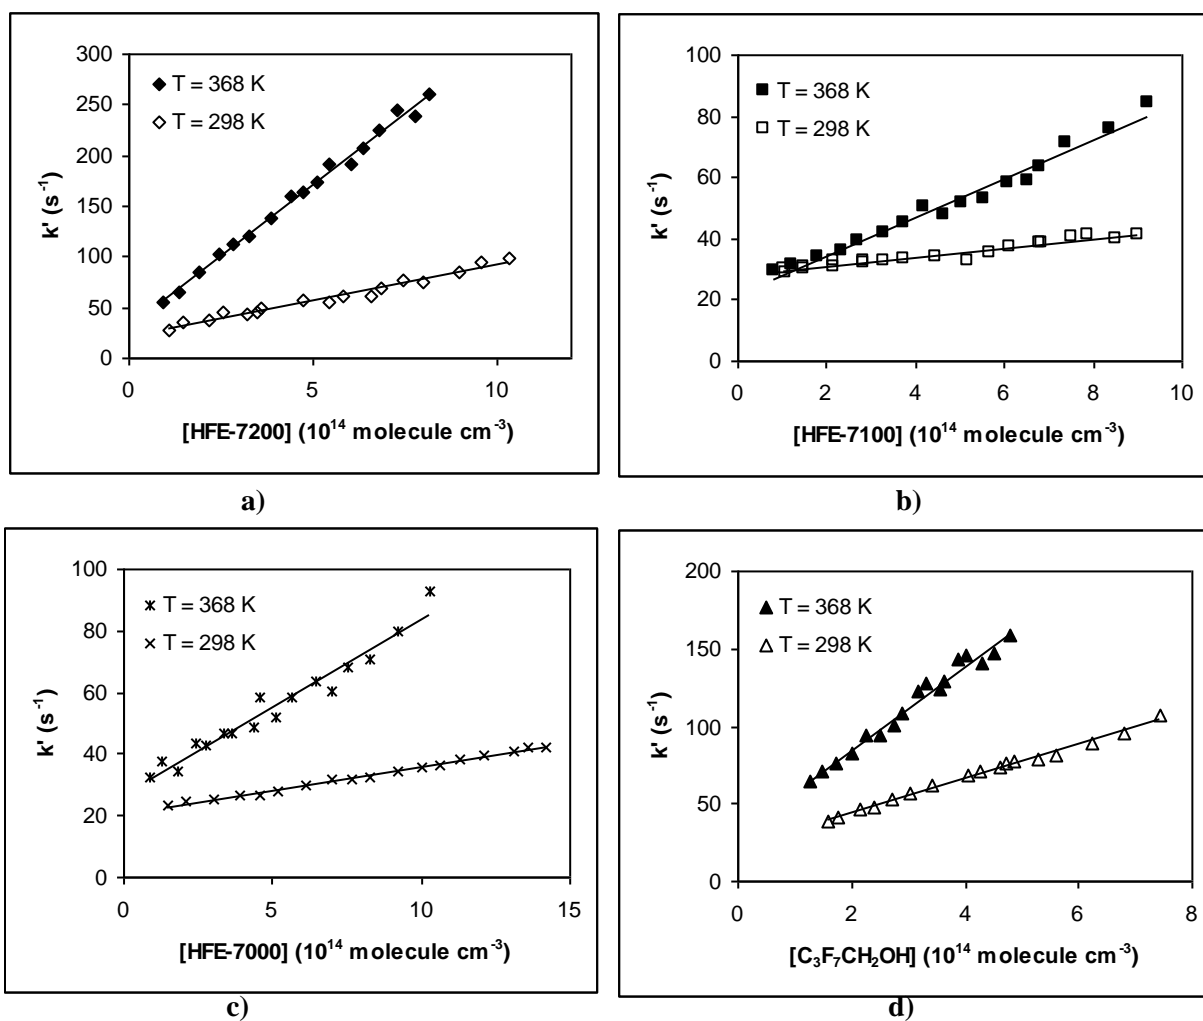 300
250
200
150
100
50
0
0 5 10
k' (s⁻¹)
T = 368 K
T = 298 K
[HFE-7200] (10¹⁴ molecule cm⁻³)
a)
100
80
60
40
20
0
0 2 4 6 8 10
k' (s⁻¹)
T = 368 K
T = 298 K
[HFE-7100] (10¹⁴ molecule cm⁻³)
b)
100
80
60
40
20
0
0 5 10 15
k' (s⁻¹)
T = 368 K
T = 298 K
[HFE-7000] (10¹⁴ molecule cm⁻³)
c)
200
150
100
50
0
0 2 4 6 8
k' (s⁻¹)
T = 368 K
T = 298 K
[C₃F₇CH₂OH] (10¹⁴ molecule cm⁻³)
d)